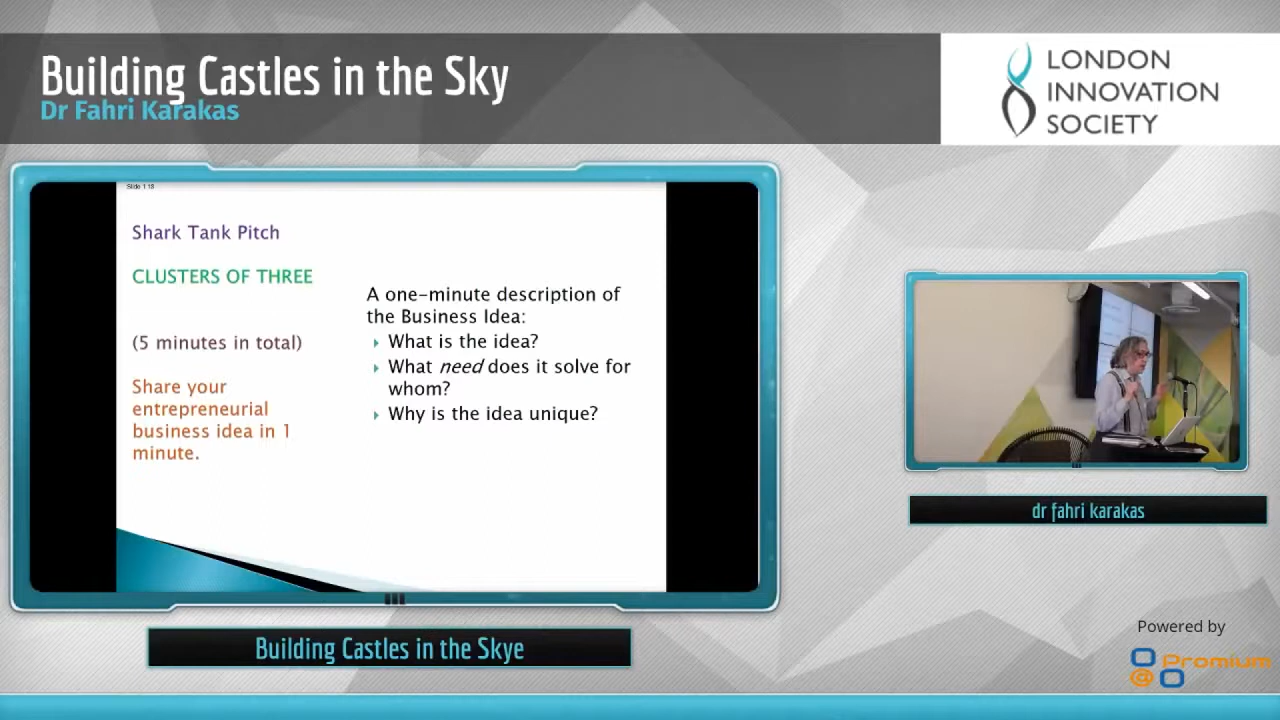 Building Castles in the Sky
Dr Fahri Karakas
LONDON
INNOVATION
SOCIETY
Slide 1.18
Shark Tank Pitch
CLUSTERS OF THREE
(5 minutes in total)
Share your
entrepreneurial
business idea in 1
minute.
A one-minute description of
the Business Idea:
What is the idea?
What need does it solve for
whom?
Why is the idea unique?
dr fahri karakas
Building Castles in the Skye
Powered by
Promium